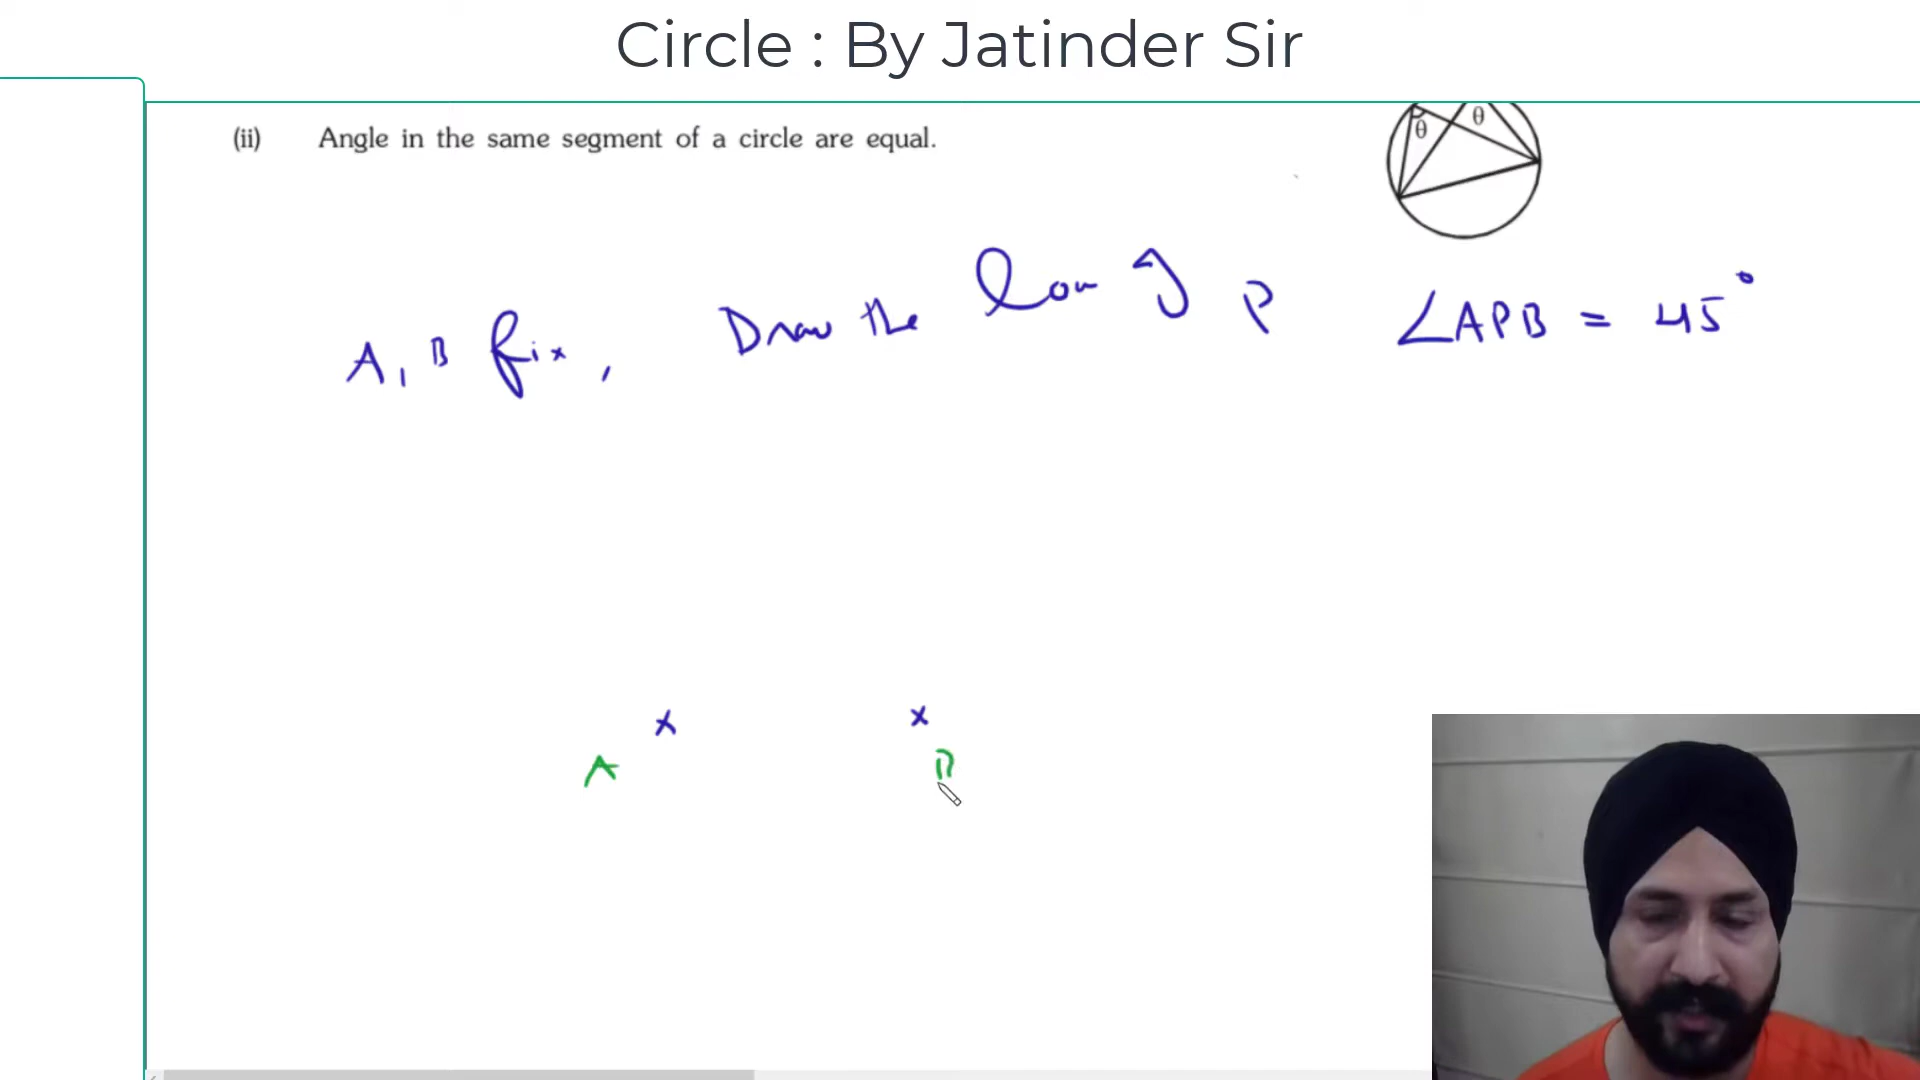 Circle : By Jatinder Sir
(ii) Angle in the same segment of a circle are equal.
θ θ
A, B fix, Draw the locu of P ∠APB = 45°
x x
A B